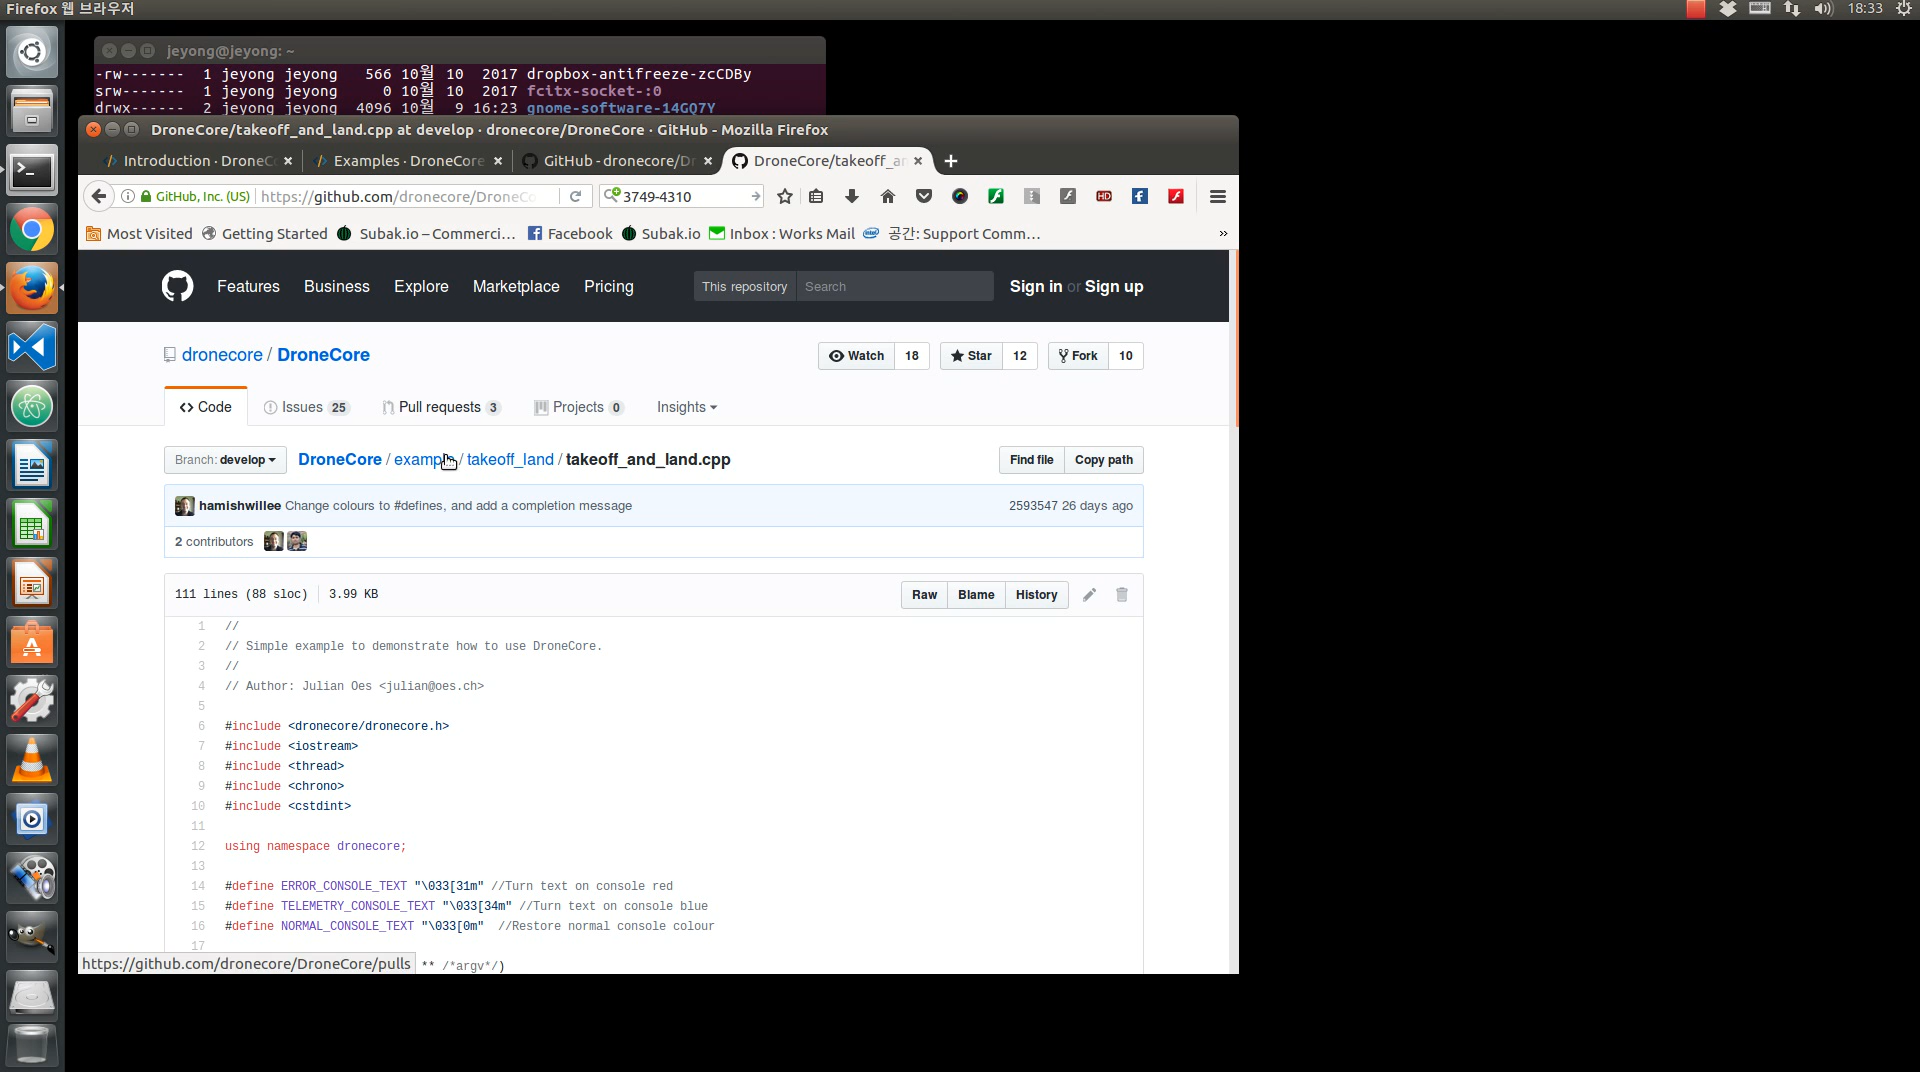 Firefox 웹 브라우저
18:33
jeyong@jeyong: ~
-rw------- 1 jeyong jeyong 566 10월 10 2017 dropbox-antifreeze-zcCDBy
srw------- 1 jeyong jeyong 0 10월 10 2017 fcitx-socket-:0
drwx------ 2 jeyong jeyong 4096 10월 9 16:23 gnome-software-14GQ7Y
DroneCore/takeoff_and_land.cpp at develop · dronecore/DroneCore · GitHub - Mozilla Firefox
Introduction · DroneC
Examples · DroneCore
GitHub - dronecore/Dr
DroneCore/takeoff_ar
GitHub, Inc. (US)
https://github.com/dronecore/DroneCo
3749-4310
HD
Most Visited
Getting Started
Subak.io – Commerci...
Facebook
Subak.io
Inbox : Works Mail
공간: Support Comm...
Features
Business
Explore
Marketplace
Pricing
This repository
Search
Sign in or Sign up
dronecore / DroneCore
Watch 18
Star 12
Fork 10
Code
Issues 25
Pull requests 3
Projects 0
Insights
Branch: develop
DroneCore / examp / takeoff_land / takeoff_and_land.cpp
Find file
Copy path
hamishwillee Change colours to #defines, and add a completion message
2593547 26 days ago
2 contributors
111 lines (88 sloc)
3.99 KB
Raw
Blame
History
1 //
2 // Simple example to demonstrate how to use DroneCore.
3 //
4 // Author: Julian Oes <julian@oes.ch>
5
6 #include <dronecore/dronecore.h>
7 #include <iostream>
8 #include <thread>
9 #include <chrono>
10 #include <cstdint>
11
12 using namespace dronecore;
13
14 #define ERROR_CONSOLE_TEXT "\033[31m" //Turn text on console red
15 #define TELEMETRY_CONSOLE_TEXT "\033[34m" //Turn text on console blue
16 #define NORMAL_CONSOLE_TEXT "\033[0m"  //Restore normal console colour
17
https://github.com/dronecore/DroneCore/pulls
** /*argv*/)